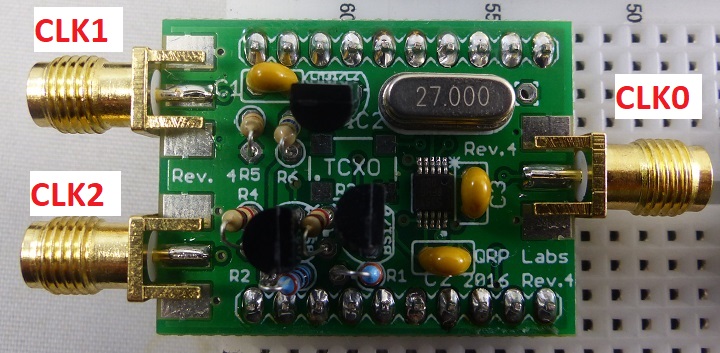 60
55
50
CLK1
CLK0
CLK2
C1
27.000
IC2
R5
R6
TCXO
Rev.4
Rev. 4
R4
C3
R2
R1
QRP Labs
C2 2016 Rev.4